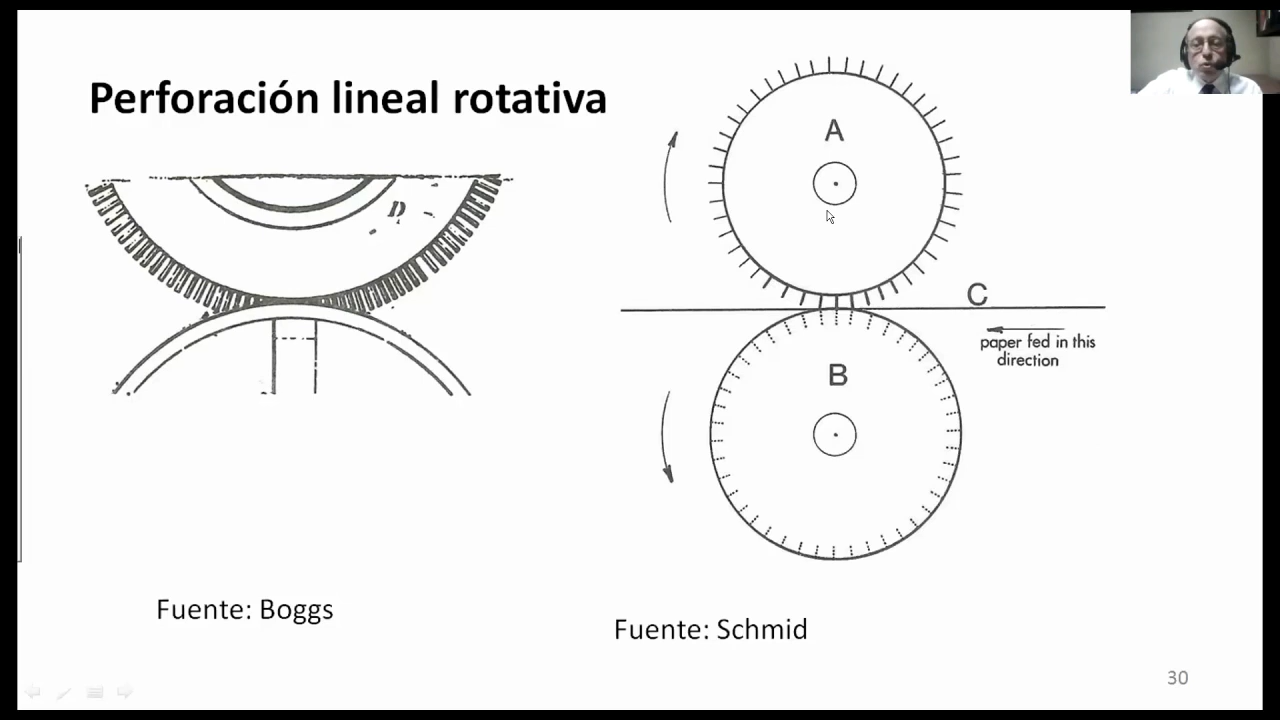 Perforación lineal rotativa
D.
A
C
paper fed in this
direction
B
Fuente: Boggs
Fuente: Schmid
30